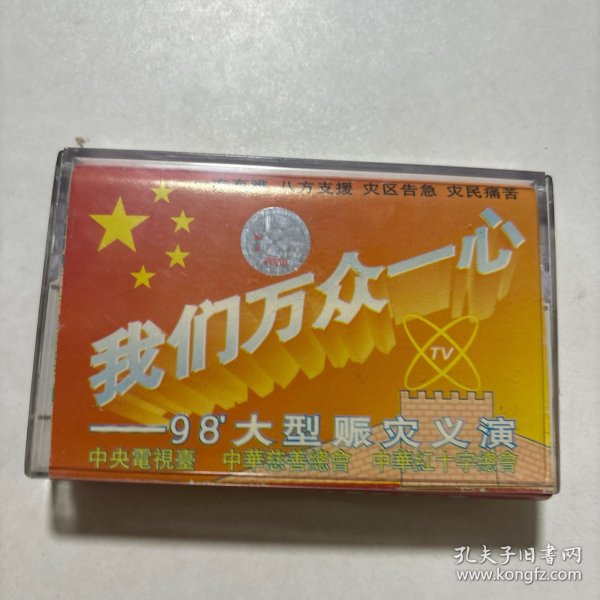 八方支援 灾区告急 灾民痛苦
我们万众一心
TV
——98'大型赈灾义演
中央電視臺 中華慈善總會 中華紅十字總會
孔夫子旧书网
www.kongfz.com